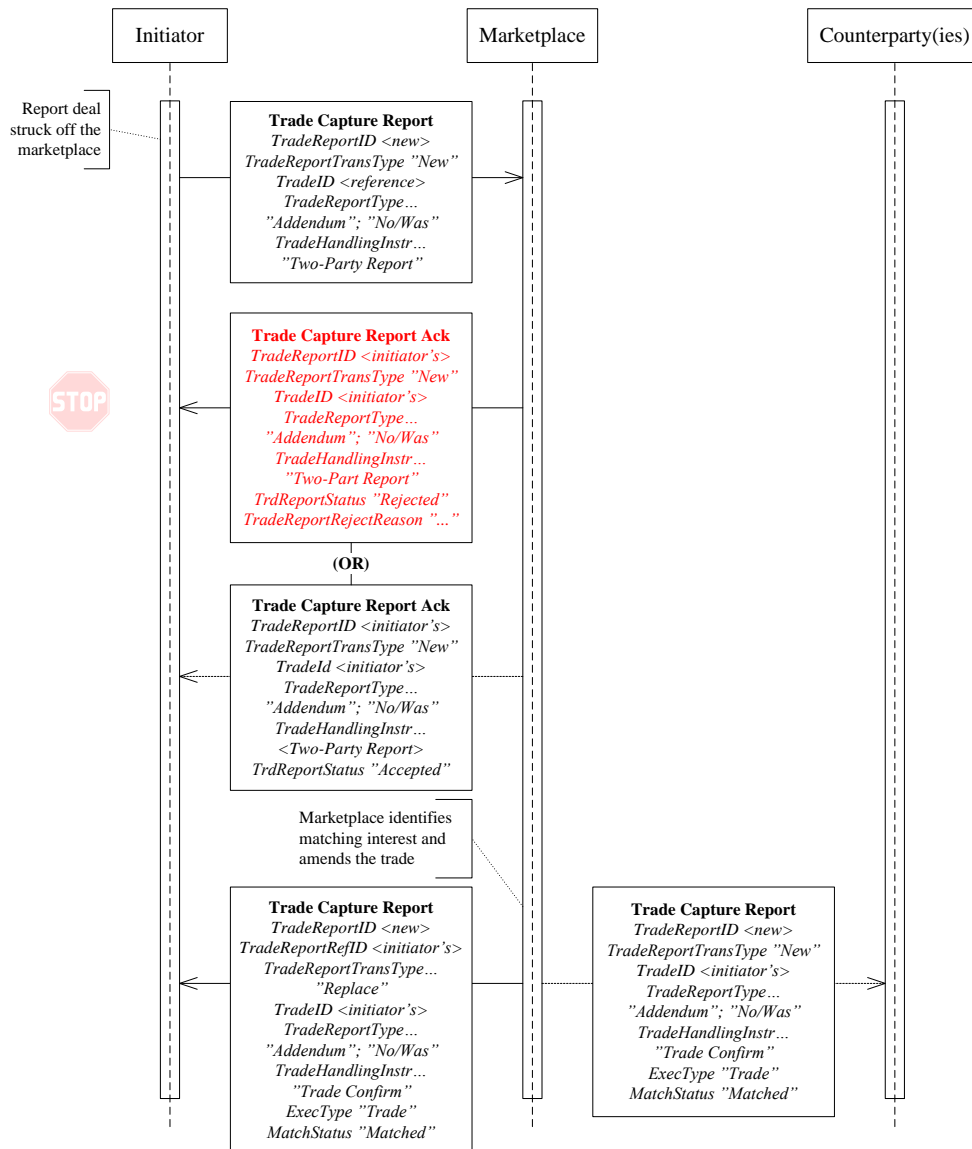 Initiator
Marketplace
Counterparty(ies)
Report deal
struck off the
marketplace
Trade Capture Report
TradeReportID <new>
TradeReportTransType ”New”
TradeID <reference>
TradeReportType…
”Addendum”; ”No/Was”
TradeHandlingInstr…
”Two-Party Report”
STOP
Trade Capture Report Ack
TradeReportID <initiator’s>
TradeReportTransType ”New”
TradeID <initiator’s>
TradeReportType…
”Addendum”; ”No/Was”
TradeHandlingInstr…
”Two-Part Report”
TrdReportStatus ”Rejected”
TradeReportRejectReason ”...”
(OR)
Trade Capture Report Ack
TradeReportID <initiator’s>
TradeReportTransType ”New”
TradeId <initiator’s>
TradeReportType…
”Addendum”; ”No/Was”
TradeHandlingInstr…
<Two-Party Report>
TrdReportStatus ”Accepted”
Marketplace identifies
matching interest and
amends the trade
Trade Capture Report
TradeReportID <new>
TradeReportRefID <initiator’s>
TradeReportTransType…
”Replace”
TradeID <initiator’s>
TradeReportType…
”Addendum”; ”No/Was”
TradeHandlingInstr…
”Trade Confirm”
ExecType ”Trade”
MatchStatus ”Matched”
Trade Capture Report
TradeReportID <new>
TradeReportTransType ”New”
TradeID <initiator’s>
TradeReportType…
”Addendum”; ”No/Was”
TradeHandlingInstr…
”Trade Confirm”
ExecType ”Trade”
MatchStatus ”Matched”